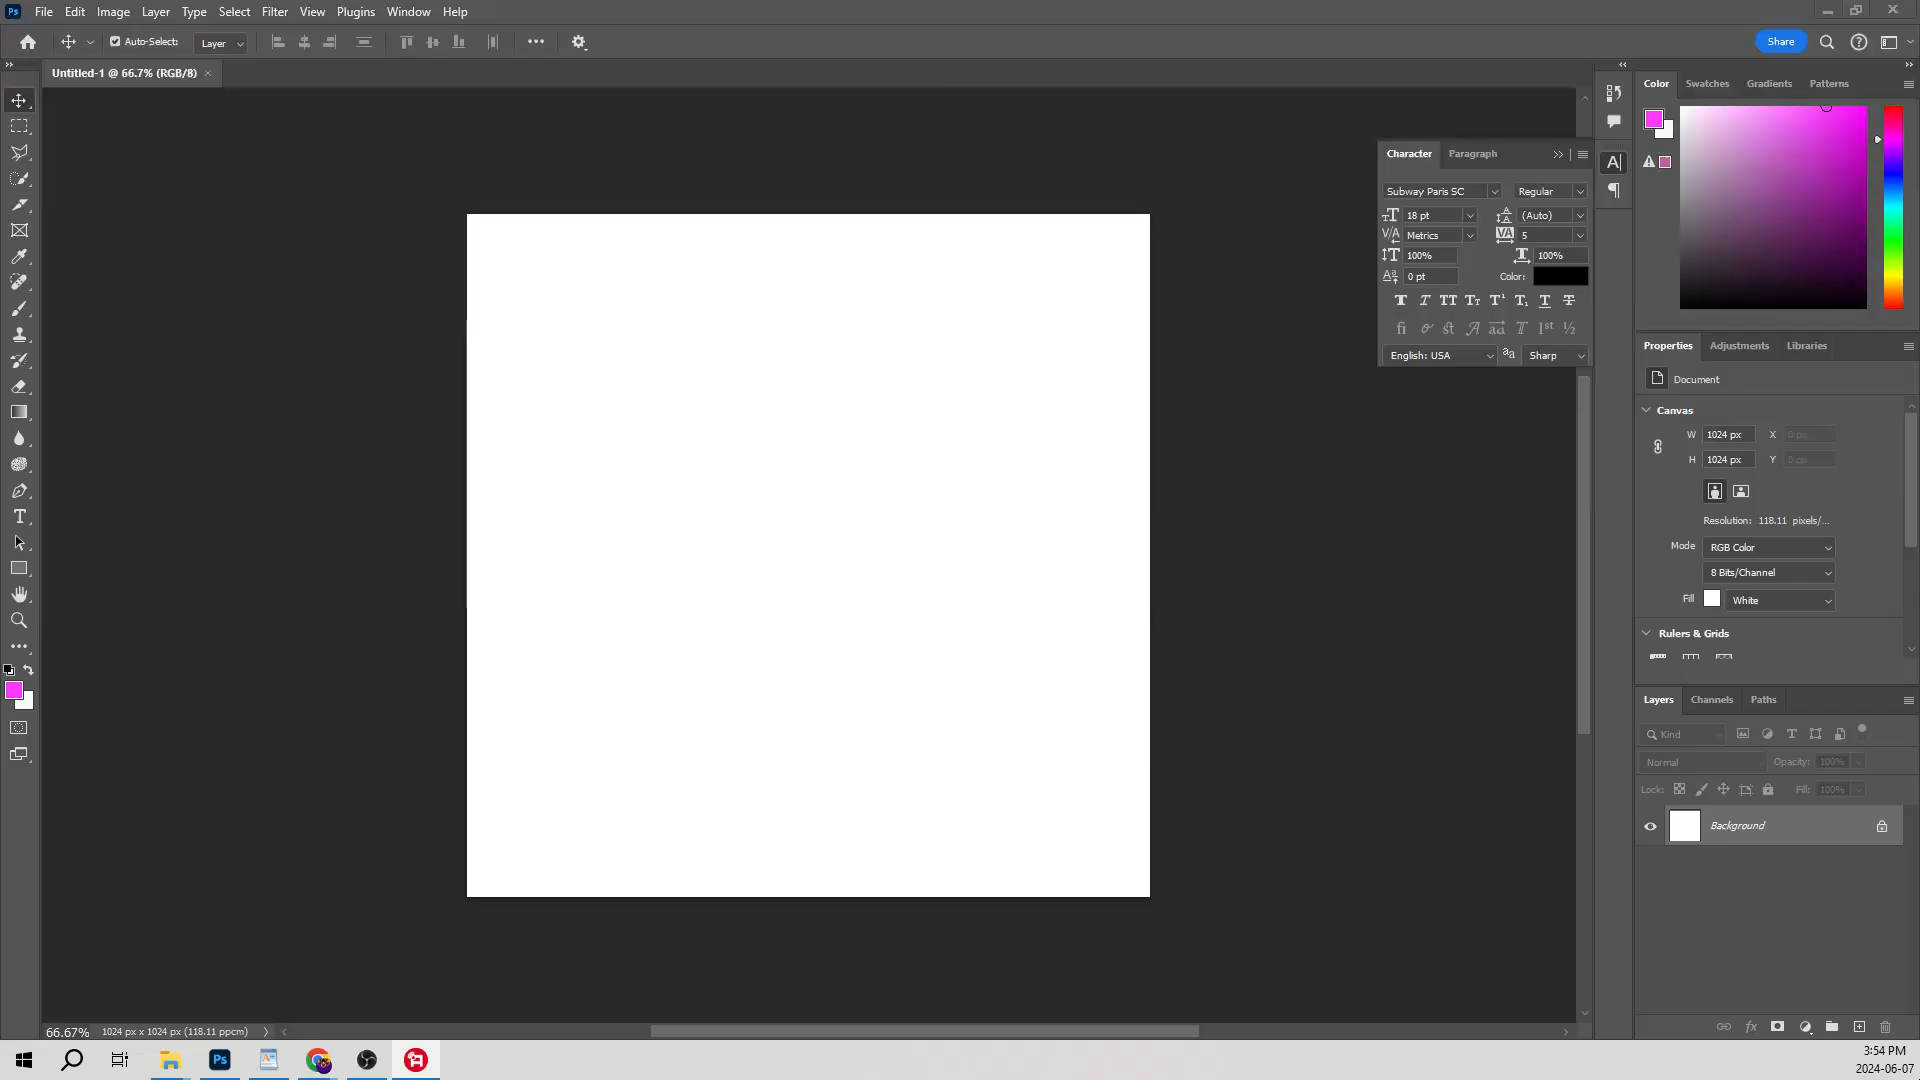 Ps File Edit Image Layer Type Select Filter View Plugins Window Help
Auto-Select: Layer Share
Untitled-1 @ 66.7% (RGB/8)
Color Swatches Gradients Patterns
Character Paragraph
Subway Paris SC Regular
18 pt (Auto)
Metrics 5
100% 100%
0 pt Color:
English: USA Sharp
Properties Adjustments Libraries
Document
Canvas
W 1024 px X 0 px
H 1024 px Y 0 px
Resolution: 118.11 pixels/...
Mode RGB Color
8 Bits/Channel
Fill White
Rulers & Grids
Layers Channels Paths
Kind
Normal Opacity: 100%
Lock: Fill: 100%
Background
66.67% 1024 px x 1024 px (118.11 ppcm)
Ps
3:54 PM
2024-06-07